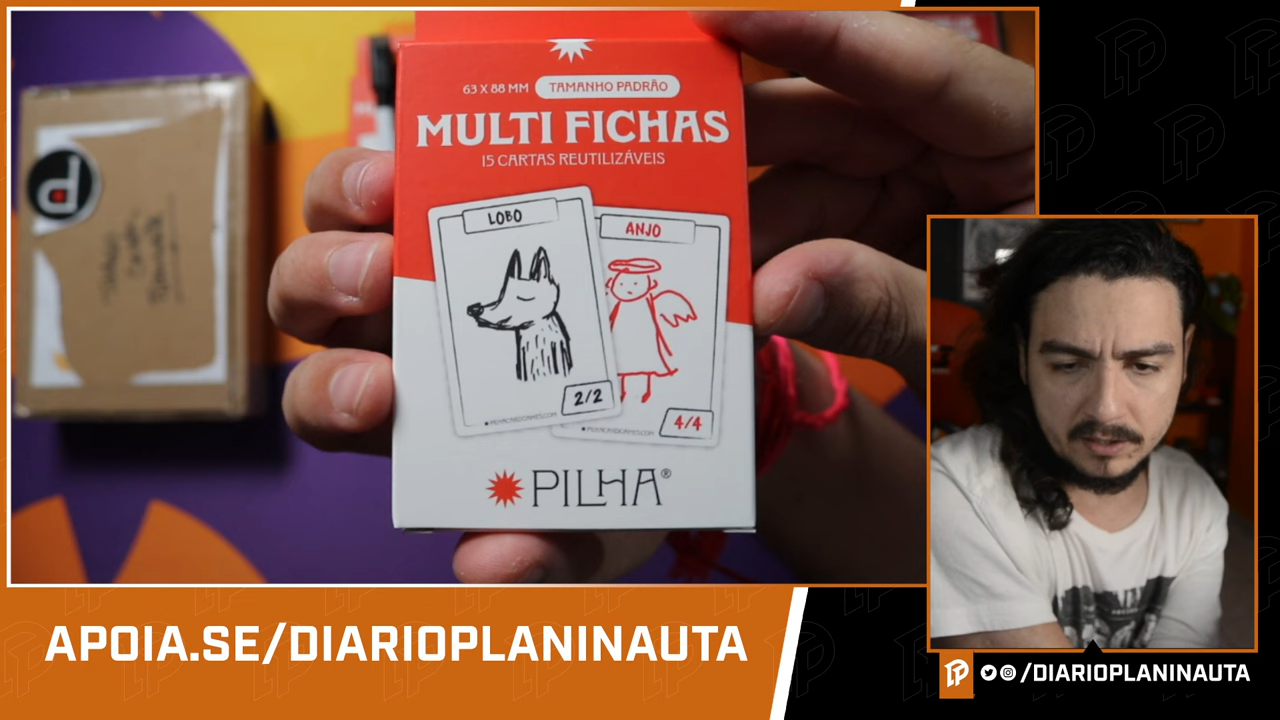 63 X 88 MM TAMANHO PADRÃO
MULTI FICHAS
15 CARTAS REUTILIZÁVEIS
LOBO
ANJO
2/2
4/4
PILHA®
APOIA.SE/DIARIOPLANINAUTA
/DIARIOPLANINAUTA